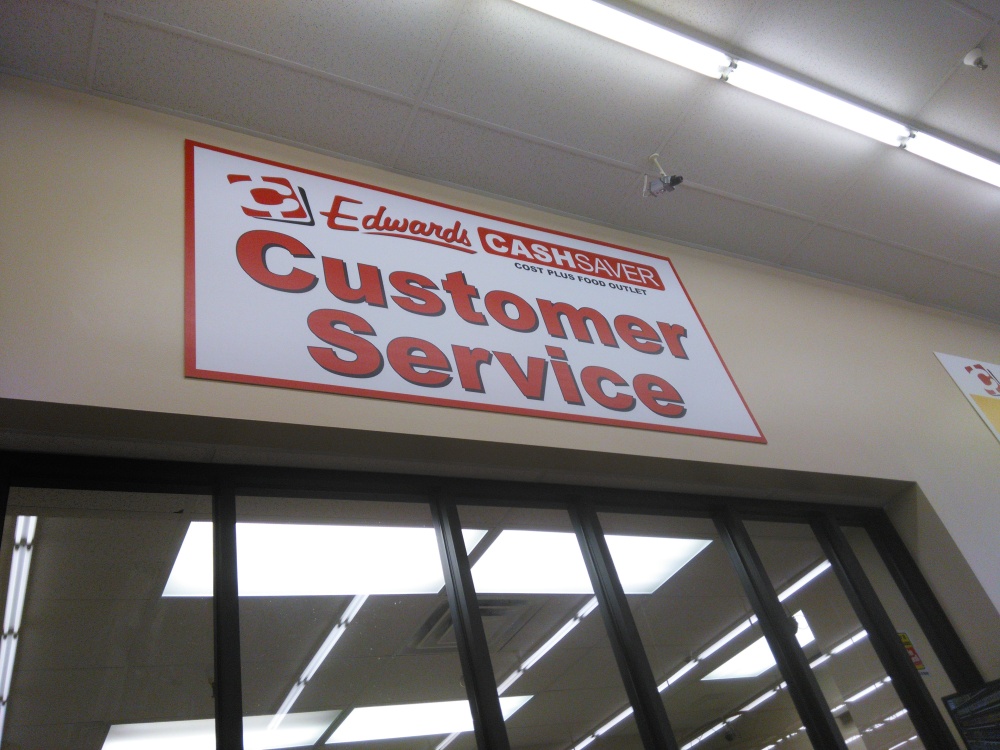 Edwards CASHSAVER
COST PLUS FOOD OUTLET
Customer
Service